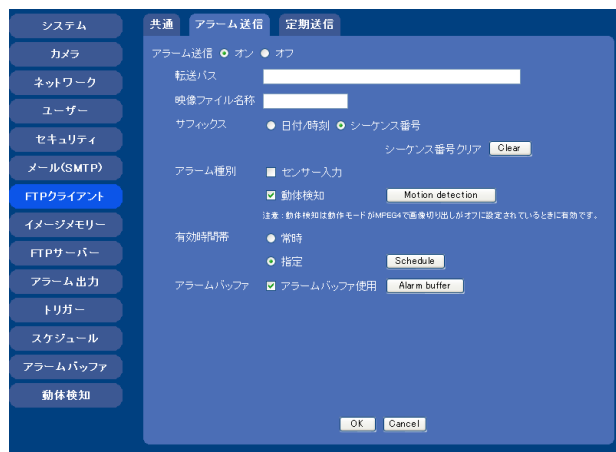 システム
カメラ
ネットワーク
ユーザー
セキュリティ
メール(SMTP)
FTPクライアント
イメージメモリー
FTPサーバー
アラーム出力
トリガー
スケジュール
アラームバッファ
動体検知
共通 アラーム送信 定期送信
アラーム送信 オン オフ
転送パス
映像ファイル名称
サフィックス 日付/時刻 シーケンス番号
シーケンス番号クリア Clear
アラーム種別 センサー入力
動体検知 Motion detection
注意:動体検知は動作モードがMPEG4で画像切り出しがオフに設定されているときに有効です。
有効時間帯 常時
指定 Schedule
アラームバッファ アラームバッファ使用 Alarm buffer
OK Cancel